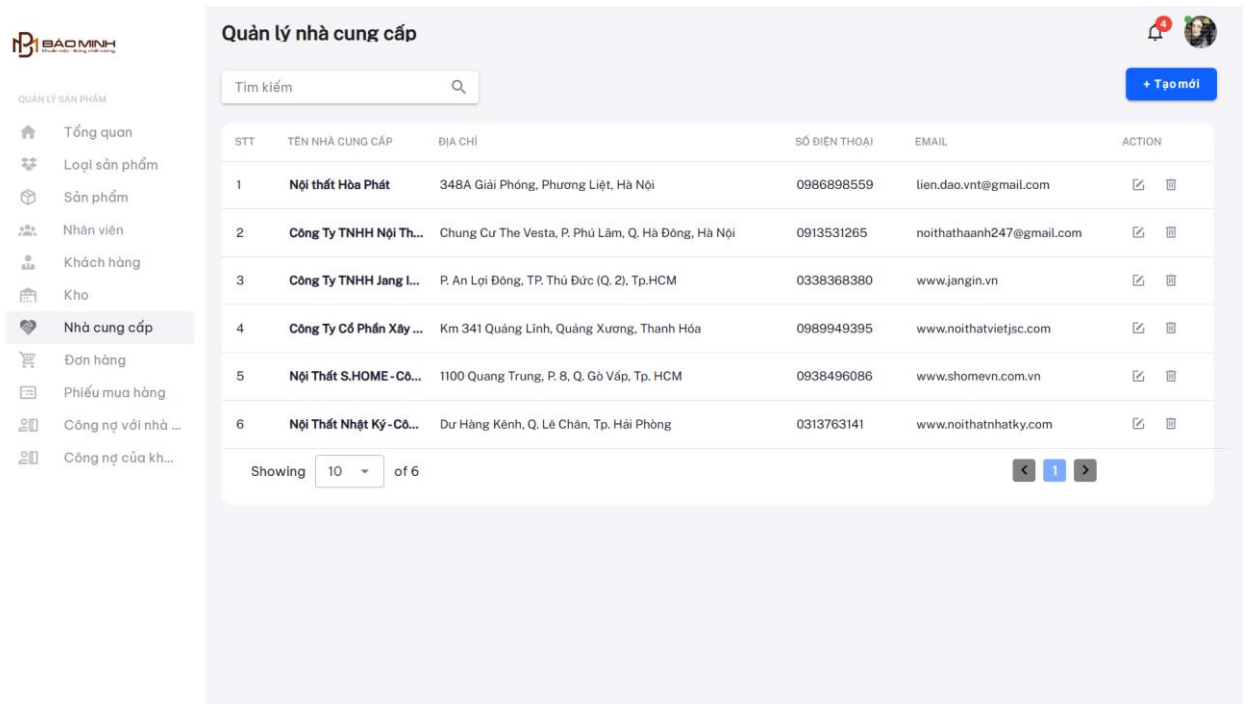 BẢO MINH
Quản lý nhà cung cấp
4
Tìm kiếm
+ Tạo mới
QUẢN LÝ SẢN PHẨM
Tổng quan
Loại sản phẩm
Sản phẩm
Nhân viên
Khách hàng
Kho
Nhà cung cấp
Đơn hàng
Phiếu mua hàng
Công nợ với nhà ...
Công nợ của kh...
STT TÊN NHÀ CUNG CẤP ĐỊA CHỈ SỐ ĐIỆN THOẠI EMAIL ACTION
1 Nội thất Hòa Phát 348A Giải Phóng, Phương Liệt, Hà Nội 0986898559 lien.dao.vnt@gmail.com
2 Công Ty TNHH Nội Th... Chung Cư The Vesta, P. Phú Lãm, Q. Hà Đông, Hà Nội 0913531265 noithathaanh247@gmail.com
3 Công Ty TNHH Jang I... P. An Lợi Đông, TP. Thủ Đức (Q. 2), Tp.HCM 0338368380 www.jangin.vn
4 Công Ty Cổ Phần Xây ... Km 341 Quảng Lĩnh, Quảng Xương, Thanh Hóa 0989949395 www.noithatvietjsc.com
5 Nội Thất S.HOME - Cô... 1100 Quang Trung, P. 8, Q. Gò Vấp, Tp. HCM 0938496086 www.shomevn.com.vn
6 Nội Thất Nhật Ký - Cô... Dư Hàng Kênh, Q. Lê Chân, Tp. Hải Phòng 0313763141 www.noithatnhatky.com
Showing 10 of 6
1